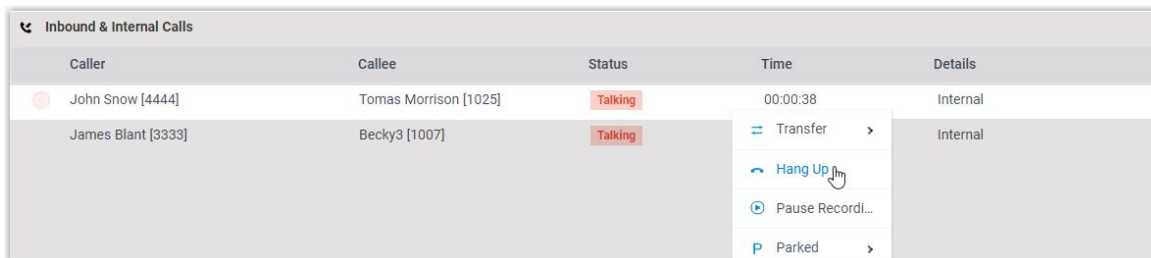 Inbound & Internal Calls
Caller Callee Status Time Details
John Snow [4444] Tomas Morrison [1025] Talking 00:00:38 Internal
James Blant [3333] Becky3 [1007] Talking Internal
Transfer
Hang Up
Pause Recordi...
P Parked